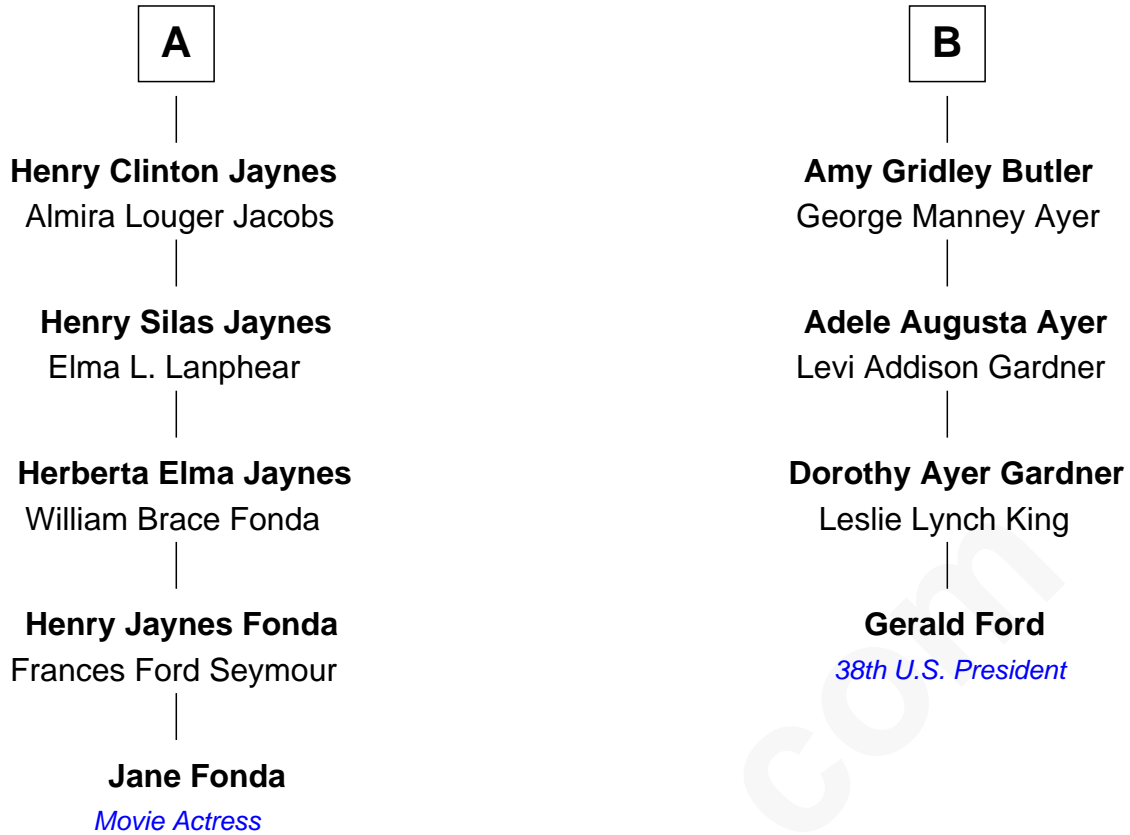 A
Henry Clinton Jaynes
Almira Louger Jacobs
Henry Silas Jaynes
Elma L. Lanphear
Herberta Elma Jaynes
William Brace Fonda
Henry Jaynes Fonda
Frances Ford Seymour
Jane Fonda
Movie Actress
B
Amy Gridley Butler
George Manney Ayer
Adele Augusta Ayer
Levi Addison Gardner
Dorothy Ayer Gardner
Leslie Lynch King
Gerald Ford
38th U.S. President
com